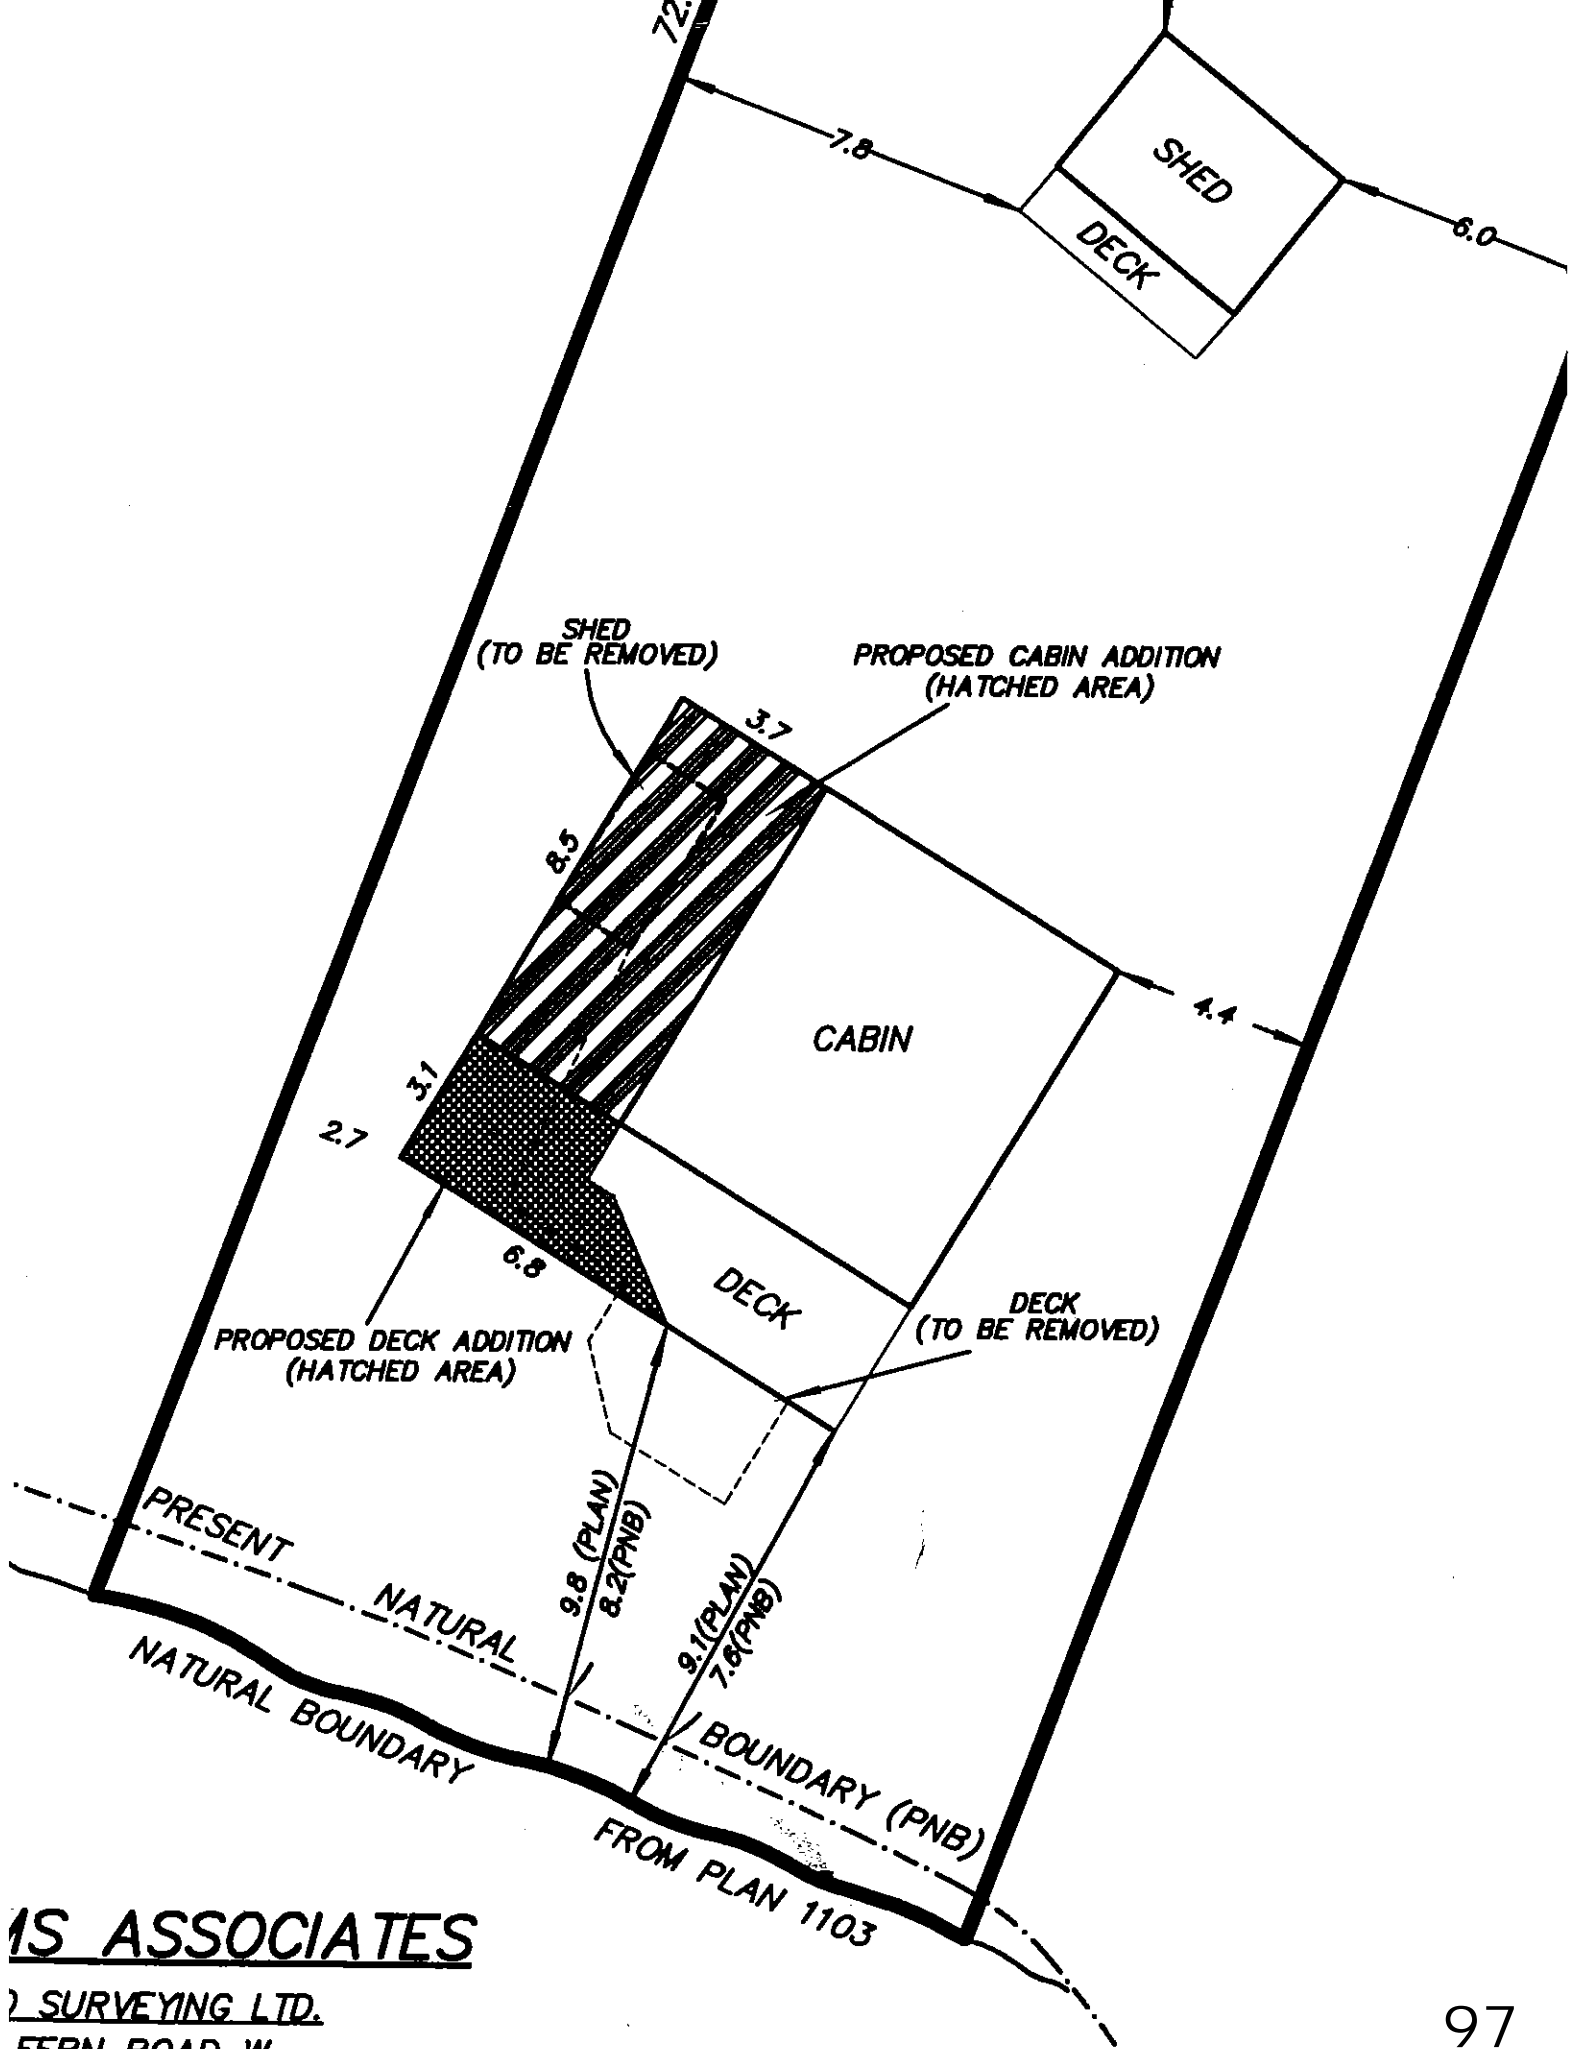 72.
7.8
SHED
DECK
6.0
SHED
(TO BE REMOVED)
PROPOSED CABIN ADDITION
(HATCHED AREA)
3.7
8.5
CABIN
4.4
3.1
2.7
6.8
DECK
DECK
(TO BE REMOVED)
PROPOSED DECK ADDITION
(HATCHED AREA)
9.8 (PLAN)
8.2(PNB)
9.1(PLAN)
7.6(PNB)
PRESENT NATURAL BOUNDARY (PNB)
NATURAL BOUNDARY FROM PLAN 1103
MS ASSOCIATES
SURVEYING LTD.
FERN ROAD W
97